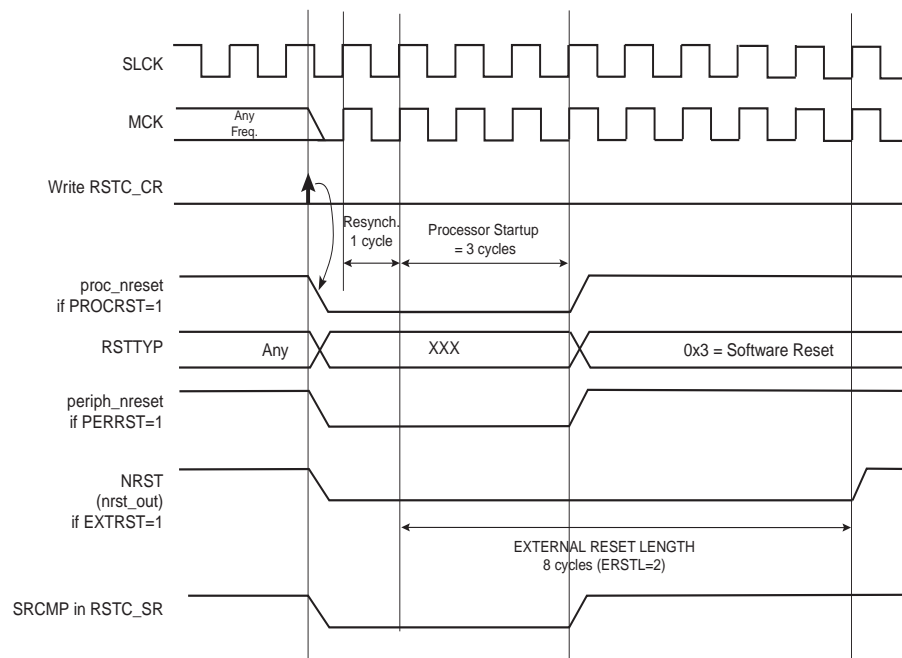 SLCK
MCK
Any
Freq.
Write RSTC_CR
Resynch.
1 cycle
Processor Startup
= 3 cycles
proc_nreset
if PROCRST=1
RSTTYP
Any
XXX
0x3 = Software Reset
periph_nreset
if PERRST=1
NRST
(nrst_out)
if EXTRST=1
EXTERNAL RESET LENGTH
8 cycles (ERSTL=2)
SRCMP in RSTC_SR